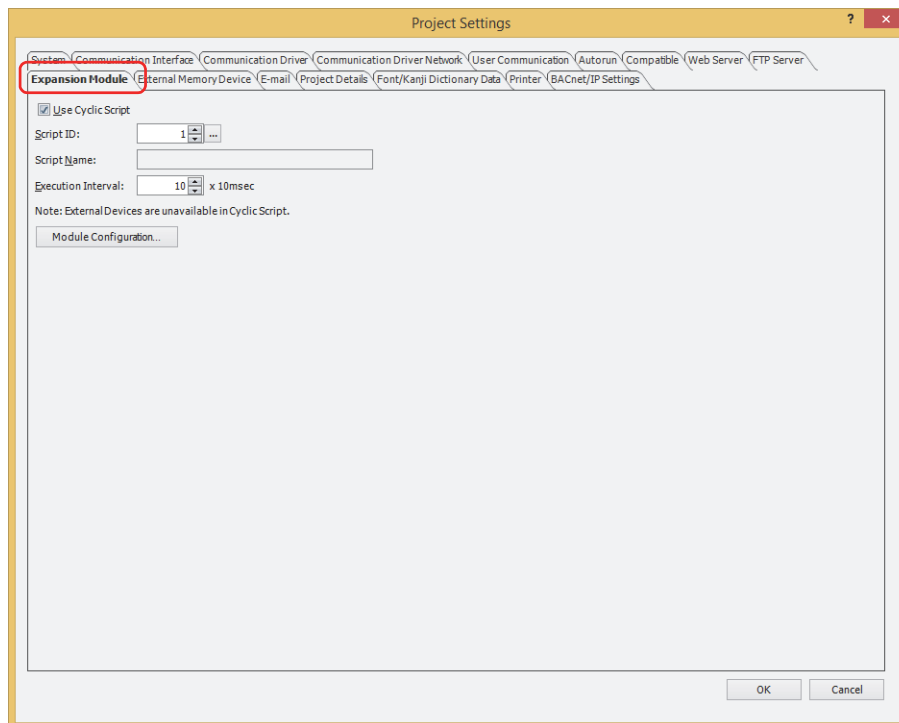 Project Settings
? ×
System Communication Interface Communication Driver Communication Driver Network User Communication Autorun Compatible Web Server FTP Server
Expansion Module External Memory Device E-mail Project Details Font/Kanji Dictionary Data Printer BACnet/IP Settings
Use Cyclic Script
Script ID: 1 ...
Script Name:
Execution Interval: 10 x 10msec
Note: External Devices are unavailable in Cyclic Script.
Module Configuration...
OK Cancel